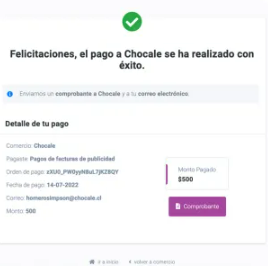 Felicitaciones, el pago a Chocale se ha realizado con
éxito.
Enviamos un comprobante a Chocale y a tu correo electrónico.
Detalle de tu pago
Comercio: Chocale
Pagaste: Pagos de facturas de publicidad
Orden de pago:
Fecha de pago: 14-07-2022
Correo: homerosimpson@chocale.cl
Monto: 500
Monto Pagado
$500
Comprobante
Ir a inicio
volver a comercio